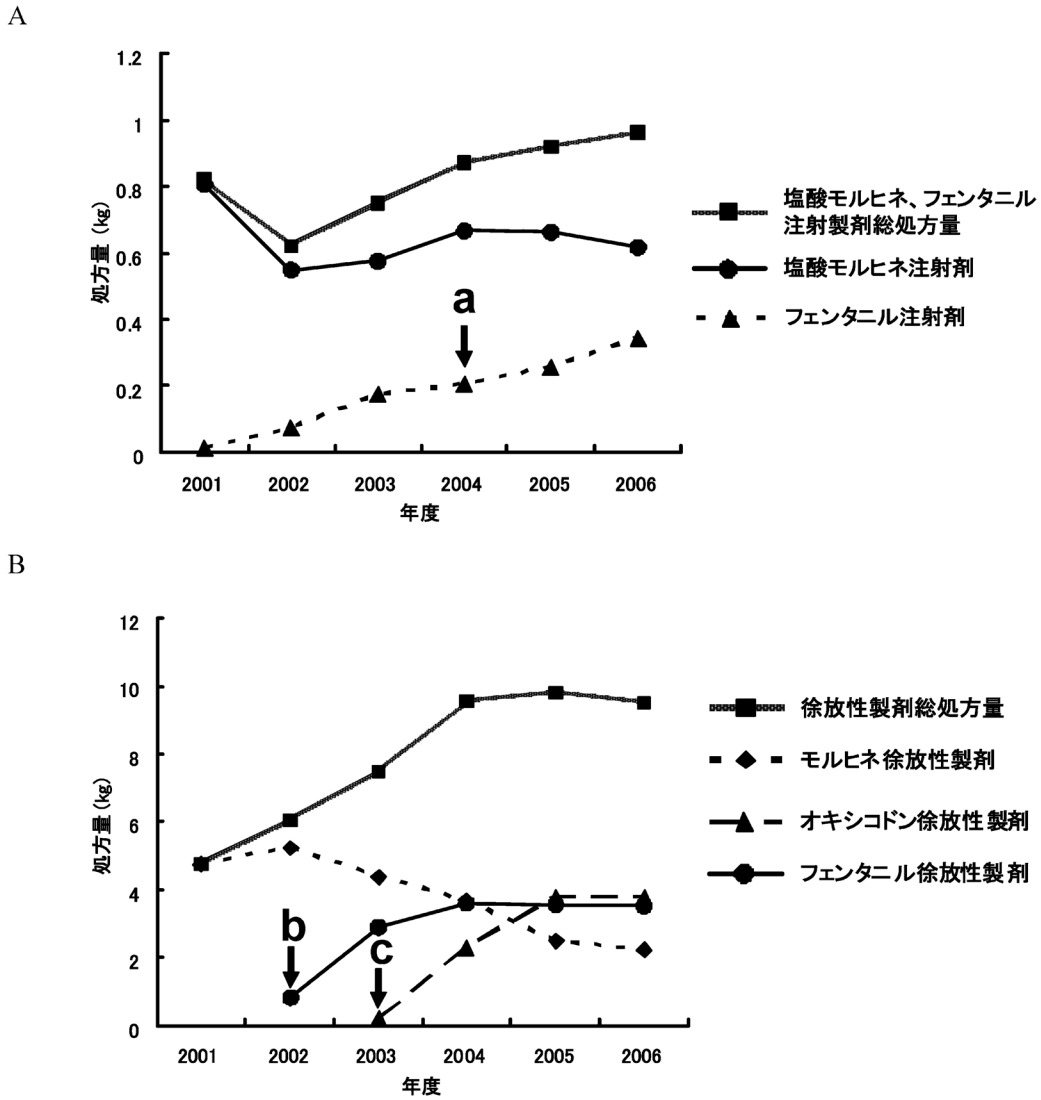 A
1.2
1
0.8
0.6
0.4
0.2
0
処方量 (kg)
a
2001 2002 2003 2004 2005 2006
年度
塩酸モルヒネ、フェンタニル
注射製剤総処方量
塩酸モルヒネ注射剤
フェンタニル注射剤
B
12
10
8
6
4
2
0
処方量 (kg)
b
c
2001 2002 2003 2004 2005 2006
年度
徐放性製剤総処方量
モルヒネ徐放性製剤
オキシコドン徐放性製剤
フェンタニル徐放性製剤